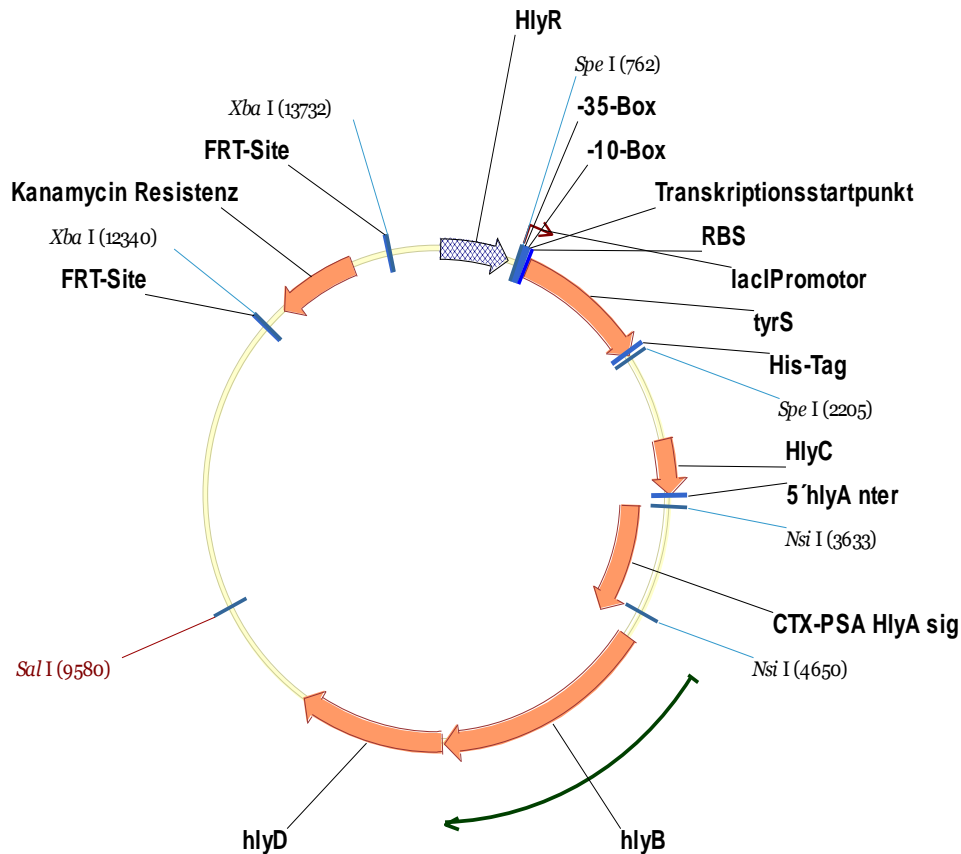 HlyR
Spe I (762)
-35-Box
Xba I (13732)
-10-Box
FRT-Site
Kanamycin Resistenz
Transkriptionsstartpunkt
Xba I (12340)
RBS
FRT-Site
lacIPromotor
tyrS
His-Tag
Spe I (2205)
HlyC
5´hlyA nter
Nsi I (3633)
CTX-PSA HlyA sig
Sal I (9580)
Nsi I (4650)
hlyD
hlyB